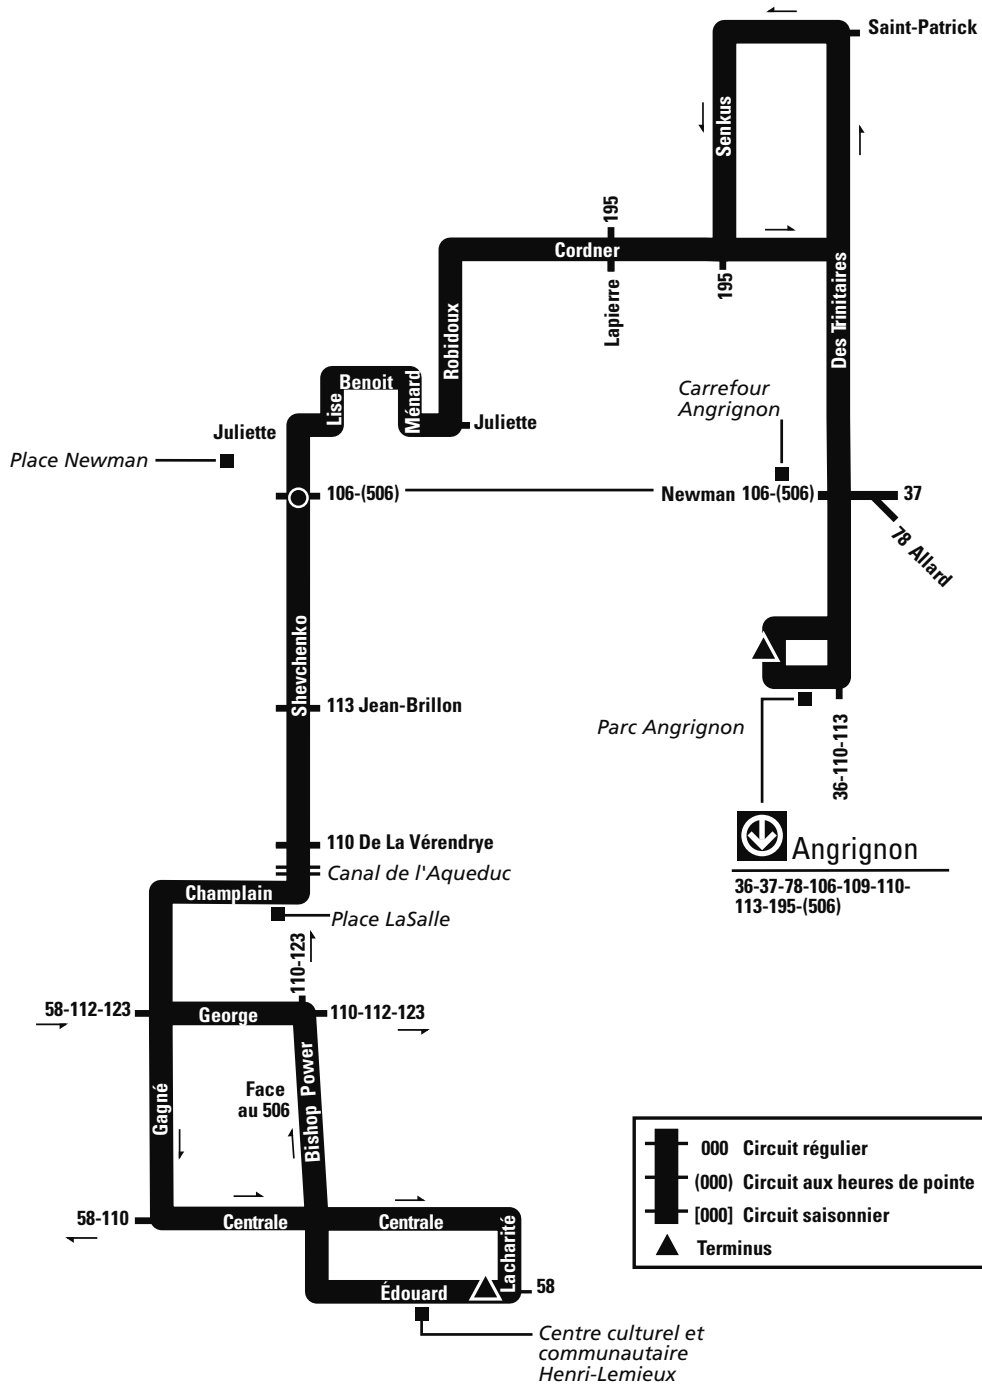 Saint-Patrick
Senkus
195
Cordner
Lapierre
195
Des Trinitaires
Robidoux
Benoit
Lise
Ménard
Juliette
Juliette
Carrefour
Angrignon
Place Newman
106-(506)
Newman 106-(506)
37
78 Allard
Shevchenko
113 Jean-Brillon
Parc Angrignon
36-110-113
110 De La Vérendrye
Canal de l'Aqueduc
Angrignon
36-37-78-106-109-110-
113-195-(506)
Champlain
Place LaSalle
110-123
58-112-123
George
110-112-123
Gagné
Face
au 506
Bishop Power
58-110
Centrale
Centrale
Lacharité
Édouard
58
Centre culturel et
communautaire
Henri-Lemieux
000 Circuit régulier
(000) Circuit aux heures de pointe
[000] Circuit saisonnier
Terminus